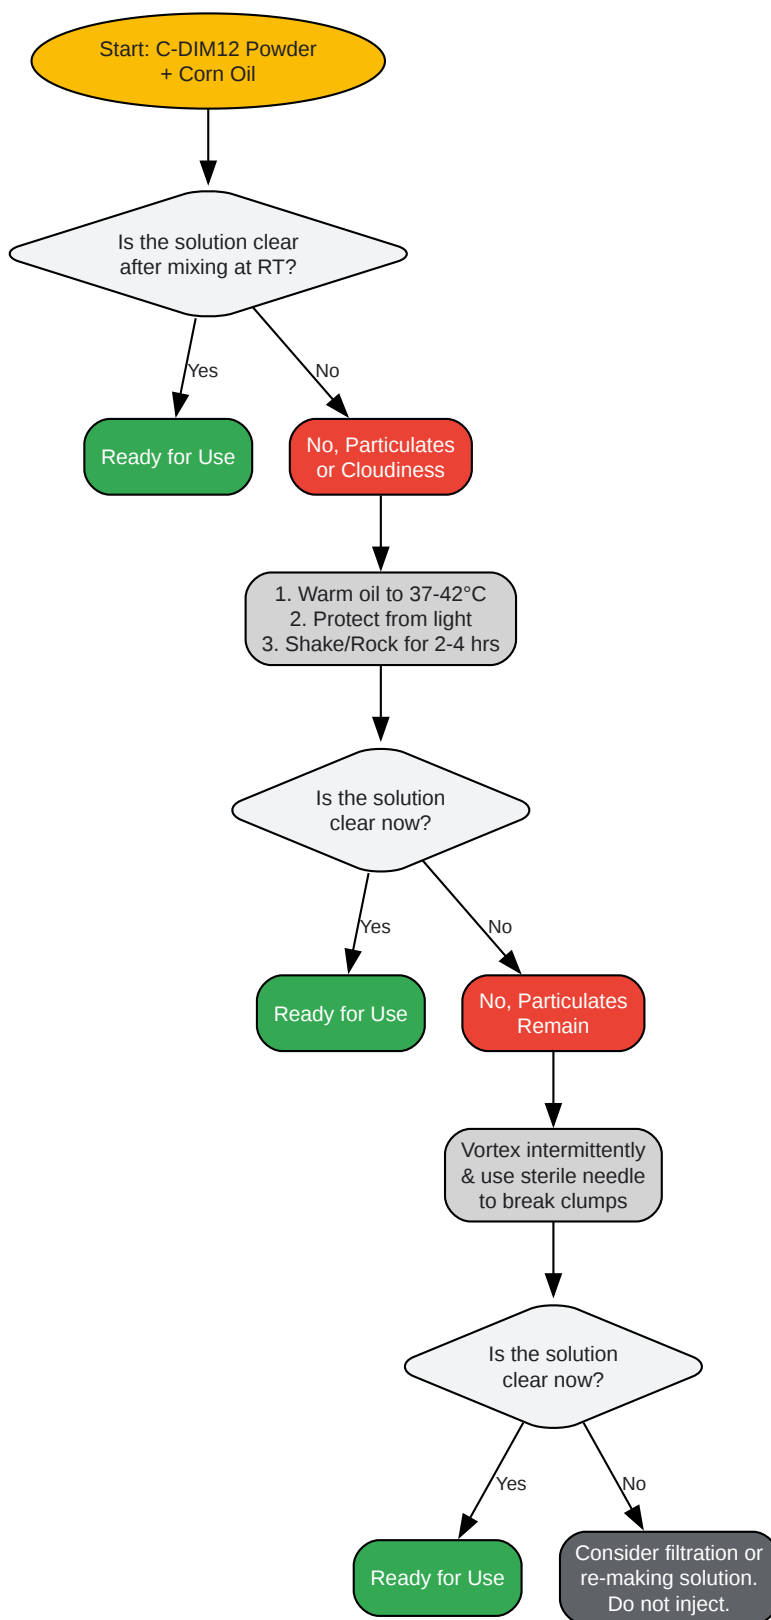 Start: C-DIM12 Powder
+ Corn Oil
Is the solution clear
after mixing at RT?
Yes
No
Ready for Use
No, Particulates
or Cloudiness
1. Warm oil to 37-42°C
2. Protect from light
3. Shake/Rock for 2-4 hrs
Is the solution
clear now?
Yes
No
Ready for Use
No, Particulates
Remain
Vortex intermittently
& use sterile needle
to break clumps
Is the solution
clear now?
Yes
No
Ready for Use
Consider filtration or
re-making solution.
Do not inject.